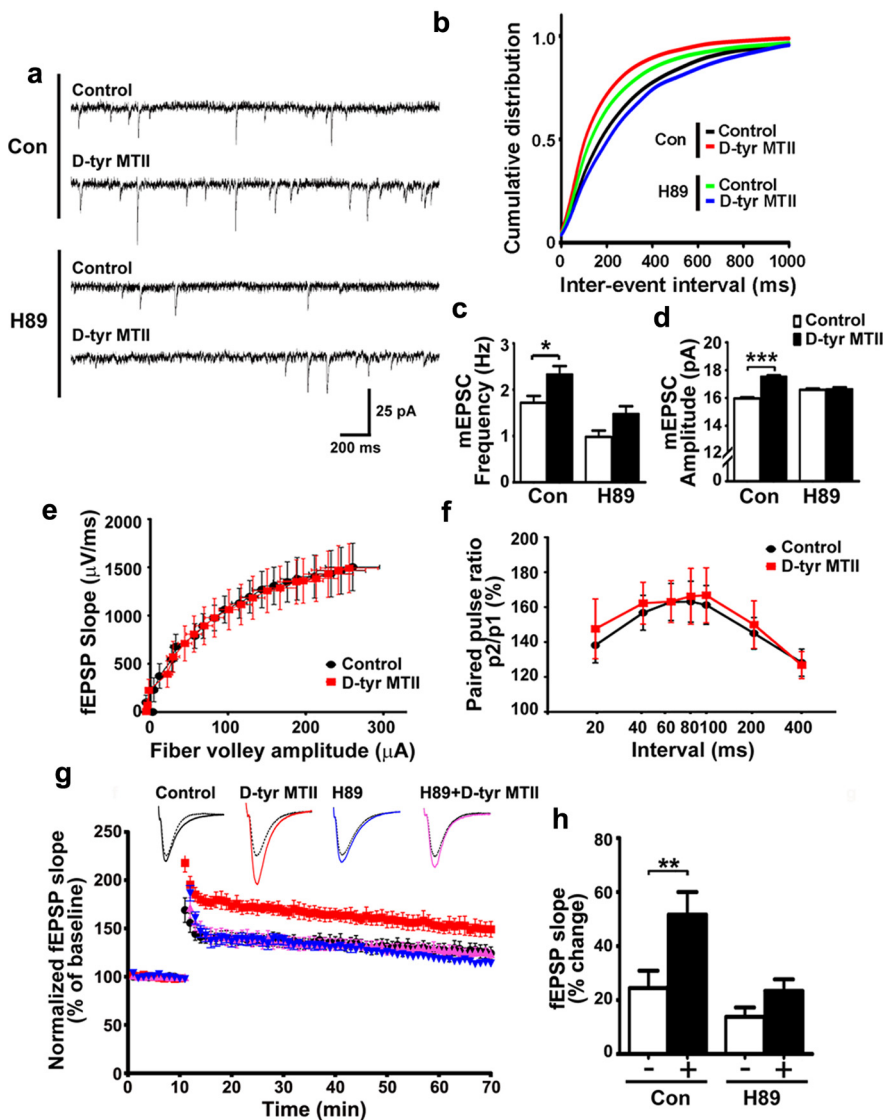 a
Con
Control
D-tyr MTII
H89
Control
D-tyr MTII
25 pA
200 ms
b
Cumulative distribution
1.0
0.5
0
0 200 400 600 800 1000
Inter-event interval (ms)
Con
Control
D-tyr MTII
H89
Control
D-tyr MTII
c
mEPSC
Frequency (Hz)
3
2
1
0
*
Con H89
d
Control
D-tyr MTII
mEPSC
Amplitude (pA)
20
18
16
16
0
***
Con H89
e
fEPSP Slope (μV/ms)
2000
1500
1000
500
0
0 100 200 300
Fiber volley amplitude (μA)
Control
D-tyr MTII
f
Paired pulse ratio
p2/p1 (%)
200
180
160
140
120
100
20 40 60 80 100 200 400
Interval (ms)
Control
D-tyr MTII
g
Control D-tyr MTII H89 H89+D-tyr MTII
Normalized fEPSP slope
(% of baseline)
250
200
150
100
50
0
0 10 20 30 40 50 60 70
Time (min)
h
fEPSP slope
(% change)
80
60
40
20
0
**
- + - +
Con H89